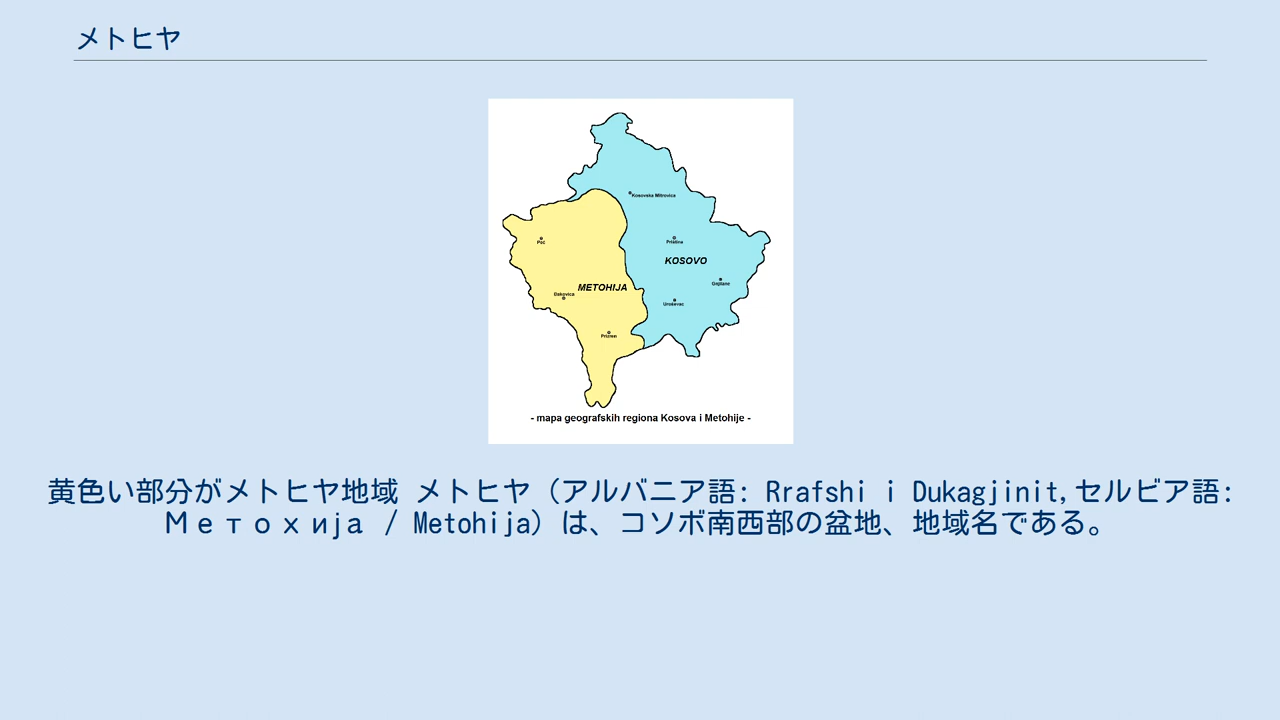 メトヒヤ
Kosovska Mitrovica
Peć
Priština
KOSOVO
Gnjilane
METOHIJA
Đakovica
Uroševac
Prizren
- mapa geografskih regiona Kosova i Metohije -
黄色い部分がメトヒヤ地域 メトヒヤ（アルバニア語: Rrafshi i Dukagjinit,セルビア語:
Метохија / Metohija）は、コソボ南西部の盆地、地域名である。